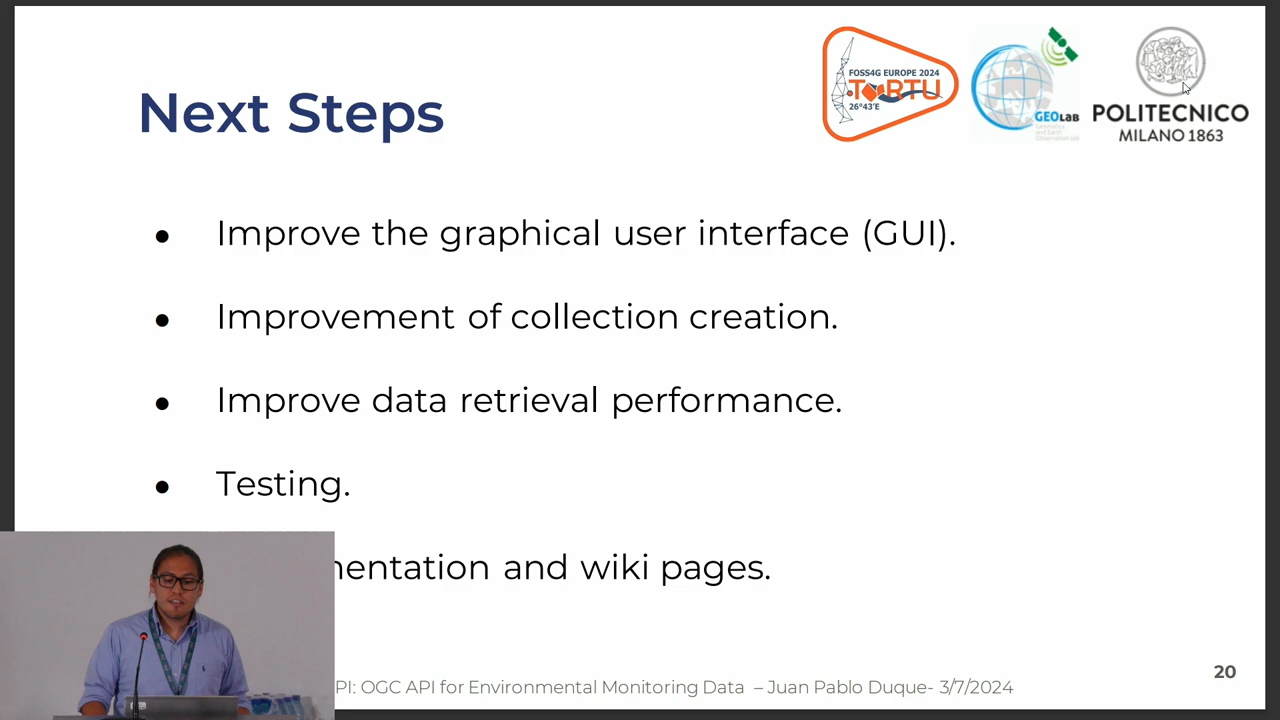 Next Steps
FOSS4G EUROPE 2024
TARTU
26°43'E
GEOLAB
POLITECNICO
MILANO 1863
● Improve the graphical user interface (GUI).
● Improvement of collection creation.
● Improve data retrieval performance.
● Testing.
mentation and wiki pages.
20
PI: OGC API for Environmental Monitoring Data – Juan Pablo Duque- 3/7/2024